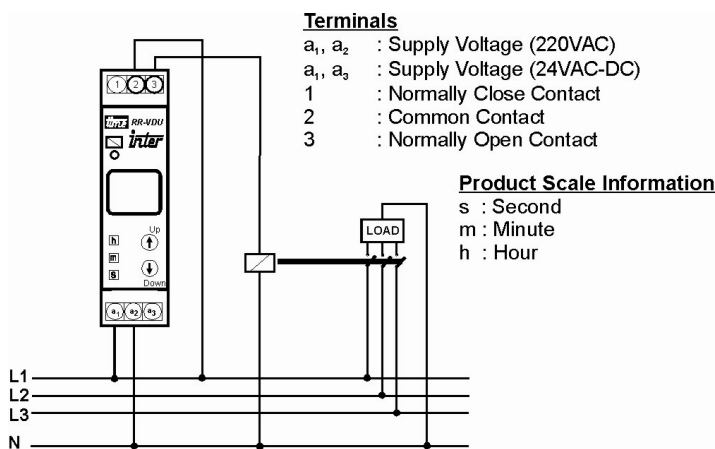 Terminals
a₁, a₂ : Supply Voltage (220VAC)
a₁, a₃ : Supply Voltage (24VAC-DC)
1 : Normally Close Contact
2 : Common Contact
3 : Normally Open Contact
Product Scale Information
s : Second
m : Minute
h : Hour
1 2 3
RR-VDU
inter
Up
h
m
s
Down
a₁ a₂ a₃
LOAD
L1
L2
L3
N